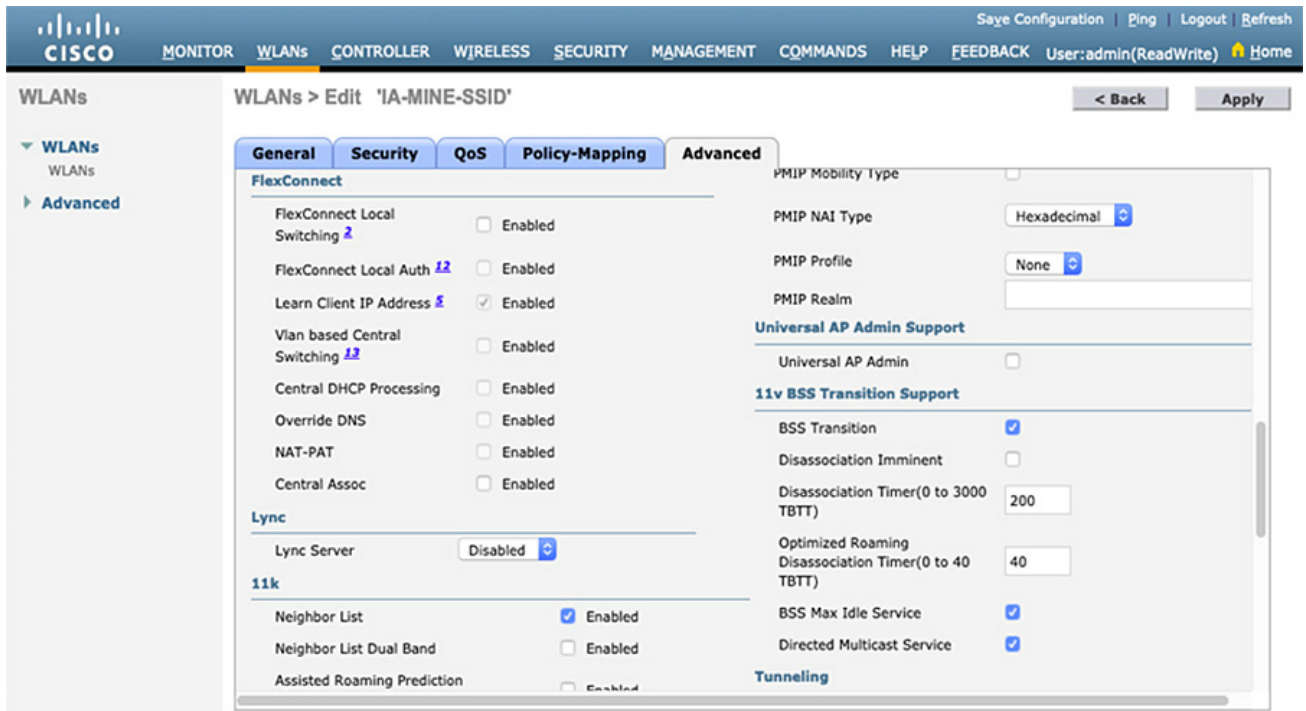 Save Configuration | Ping | Logout | Refresh
CISCO
MONITOR WLANs CONTROLLER WIRELESS SECURITY MANAGEMENT COMMANDS HELP FEEDBACK User:admin(ReadWrite) Home
WLANs
WLANs > Edit 'IA-MINE-SSID'
< Back
Apply
WLANs
WLANs
Advanced
General Security QoS Policy-Mapping Advanced
FlexConnect
FlexConnect Local
Switching 2
Enabled
FlexConnect Local Auth 12 Enabled
Learn Client IP Address 5 Enabled
Vlan based Central
Switching 13
Enabled
Central DHCP Processing Enabled
Override DNS Enabled
NAT-PAT Enabled
Central Assoc Enabled
Lync
Lync Server Disabled
11k
Neighbor List Enabled
Neighbor List Dual Band Enabled
Assisted Roaming Prediction
Enabled
PMIP Mobility Type
PMIP NAI Type Hexadecimal
PMIP Profile None
PMIP Realm
Universal AP Admin Support
Universal AP Admin
11v BSS Transition Support
BSS Transition
Disassociation Imminent
Disassociation Timer(0 to 3000
TBTT)
200
Optimized Roaming
Disassociation Timer(0 to 40
TBTT)
40
BSS Max Idle Service
Directed Multicast Service
Tunneling